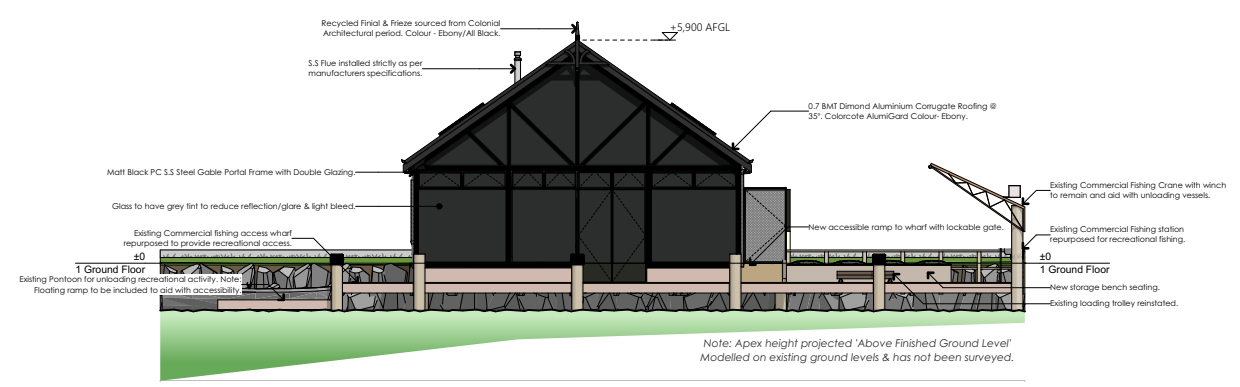 Recycled Finial & Frieze sourced from Colonial
Architectural period. Colour - Ebony/All Black.
+5,900 AFGL
S.S Flue installed strictly as per
manufacturers specifications.
0.7 BMT Dimond Aluminium Corrugate Roofing @
35°. Colorcote AlumiGard Colour- Ebony.
Matt Black PC S.S Steel Gable Portal Frame with Double Glazing.
Glass to have grey tint to reduce reflection/glare & light bleed.
Existing Commercial Fishing Crane with winch
to remain and aid with unloading vessels.
New accessible ramp to wharf with lockable gate.
Existing Commercial fishing access wharf
repurposed to provide recreational access.
Existing Commercial Fishing station
repurposed for recreational fishing.
±0
1 Ground Floor
±0
1 Ground Floor
Existing Pontoon for unloading recreational activity. Note:
Floating ramp to be included to aid with accessibility.
New storage bench seating.
Existing loading trolley reinstated.
Note: Apex height projected 'Above Finished Ground Level'
Modelled on existing ground levels & has not been surveyed.